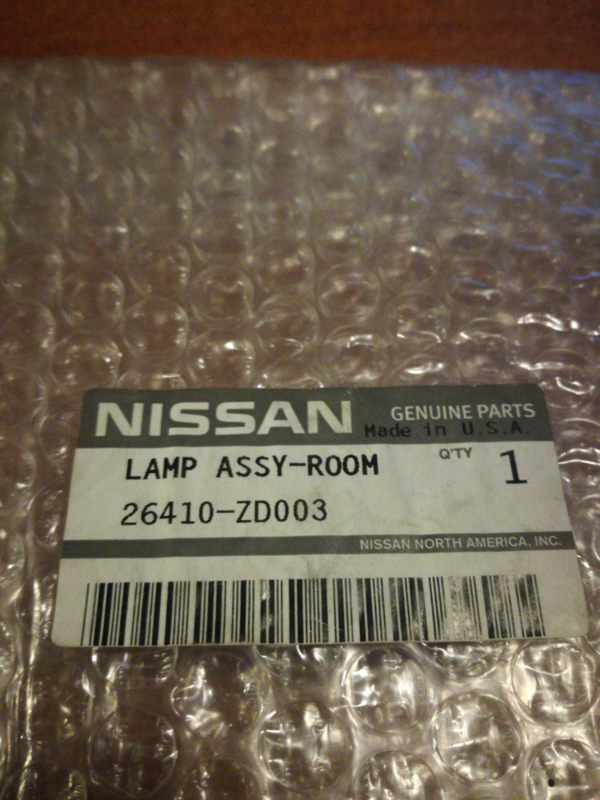 NISSAN GENUINE PARTS
Made in U.S.A.
LAMP ASSY-ROOM Q'TY 1
26410-ZD003
NISSAN NORTH AMERICA, INC.